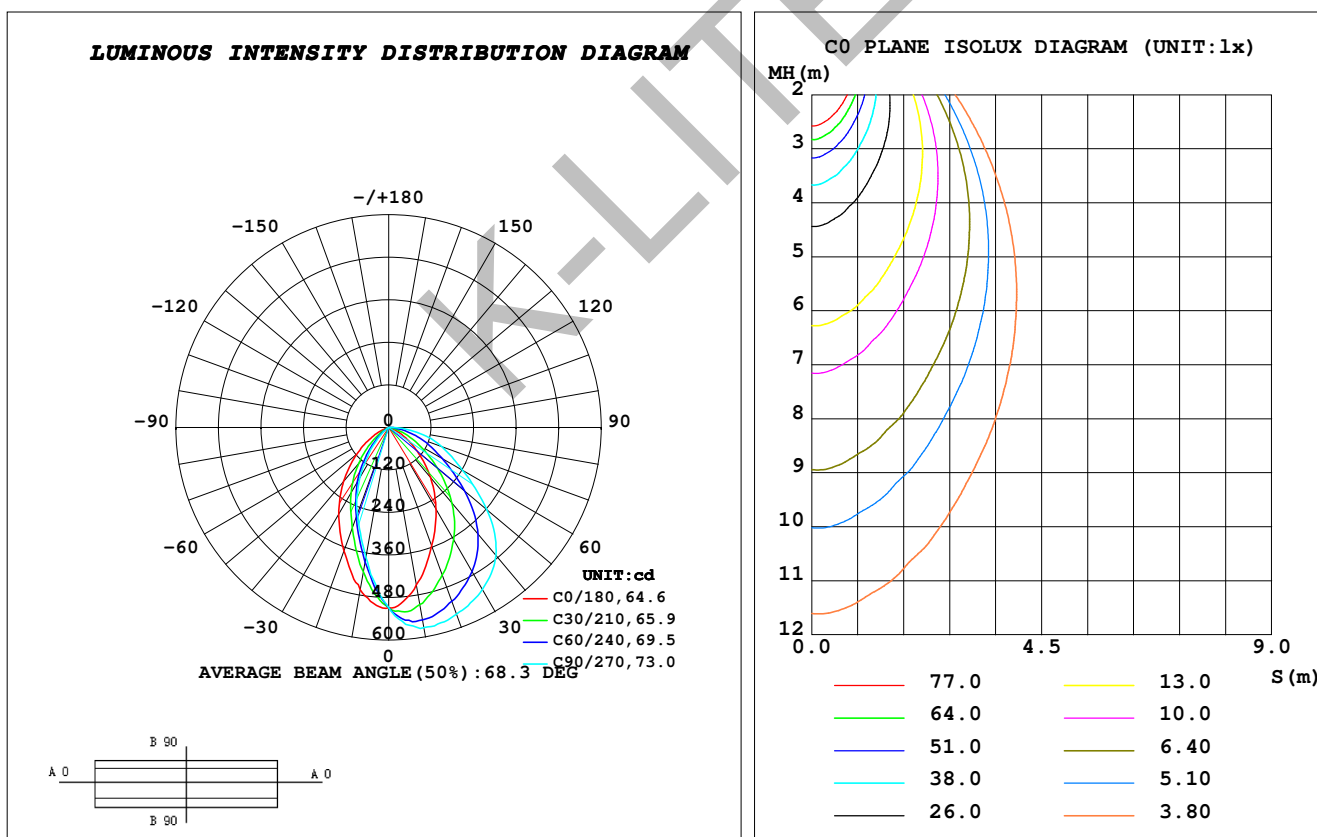 LUMINOUS INTENSITY DISTRIBUTION DIAGRAM
-/+180
-150
150
-120
120
-90
90
-60
60
-30
30
0
0
120
240
360
480
600
UNIT:cd
C0/180,64.6
C30/210,65.9
C60/240,69.5
C90/270,73.0
AVERAGE BEAM ANGLE(50%):68.3 DEG
B 90
A 0
A 0
B 90
C0 PLANE ISOLUX DIAGRAM (UNIT:lx)
MH(m)
2
3
4
5
6
7
8
9
10
11
12
0.0
4.5
9.0
S(m)
77.0
64.0
51.0
38.0
26.0
13.0
10.0
6.40
5.10
3.80
K-LITE